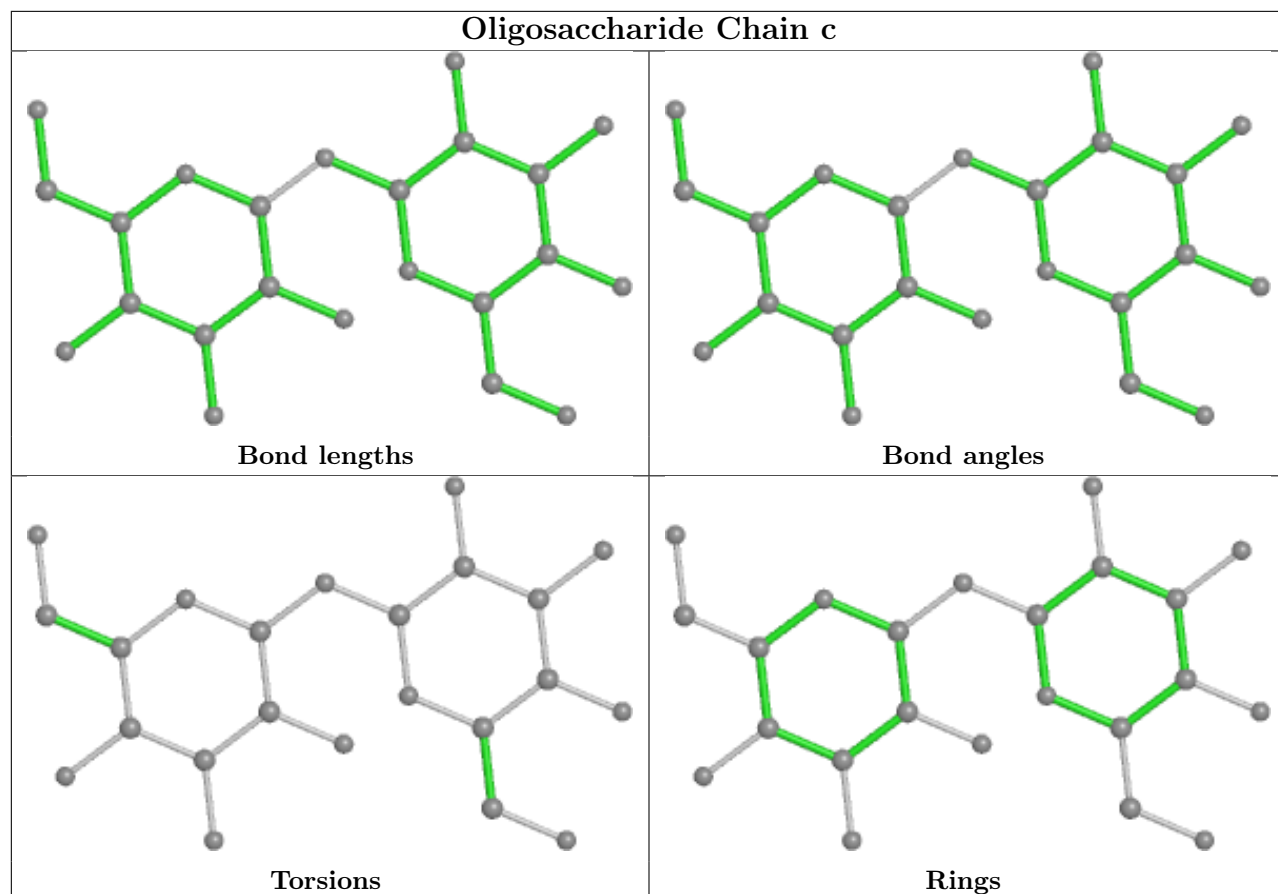 Oligosaccharide Chain c
Bond lengths
Bond angles
Torsions
Rings